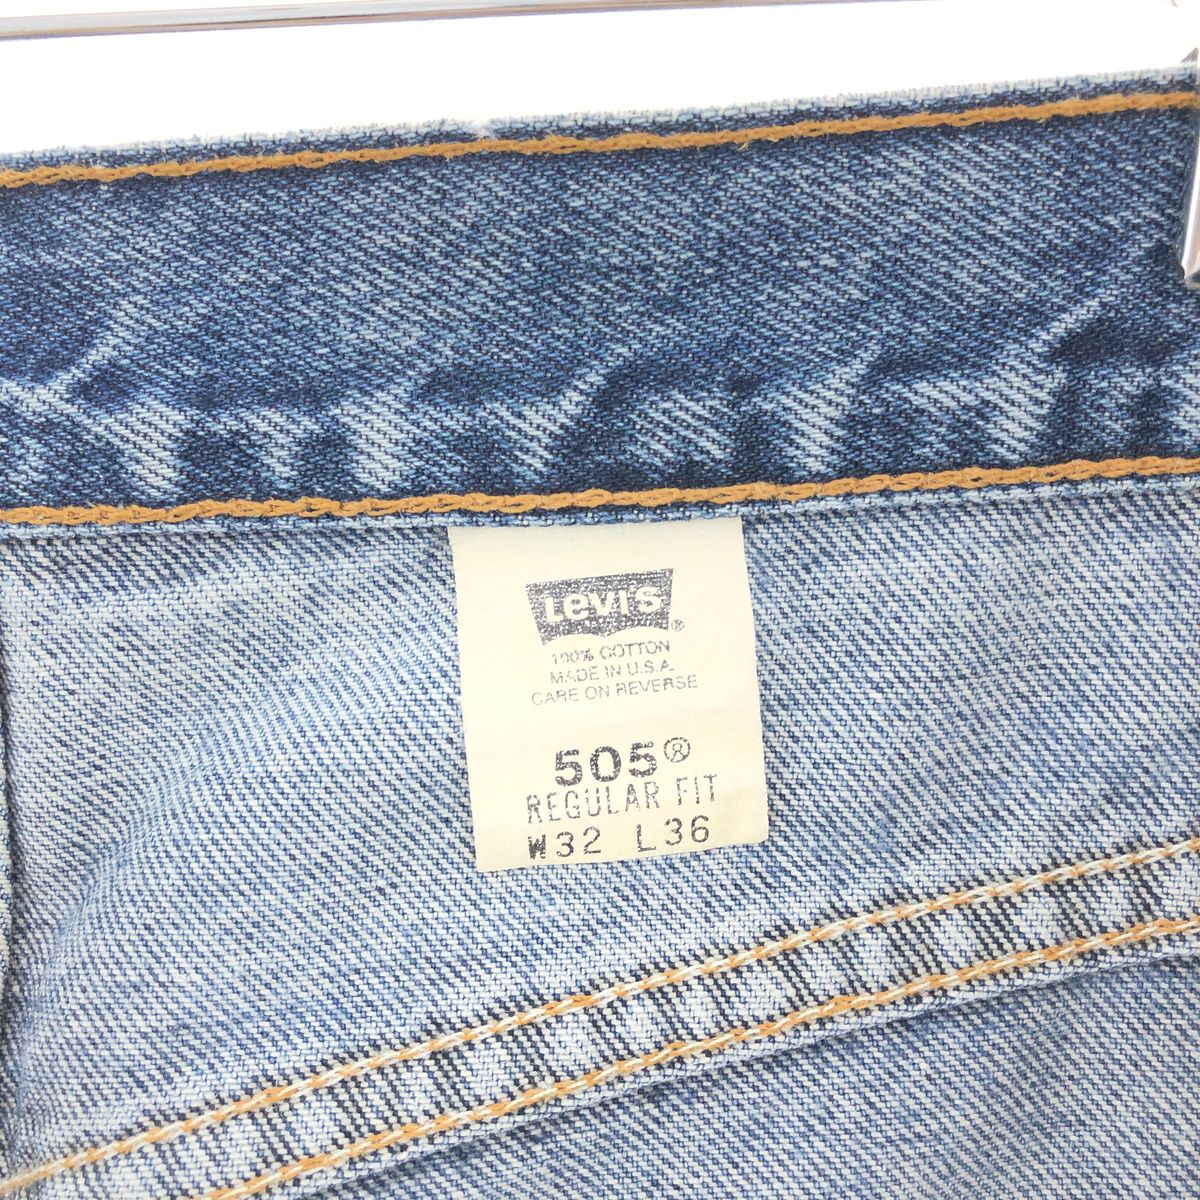 Levi's®
100% COTTON
MADE IN U.S.A.
CARE ON REVERSE
505®
REGULAR FIT
W32 L36